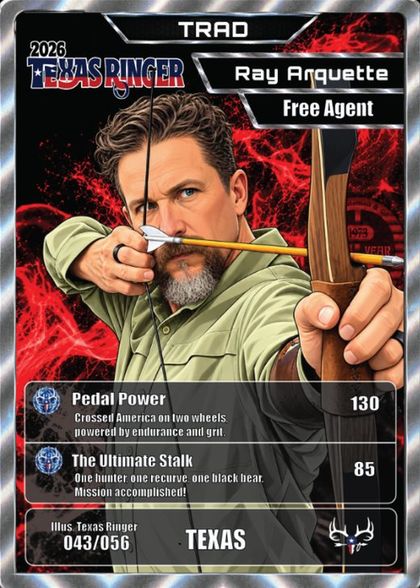 TRAD
2026
TEXAS RINGER
Ray Arquette
Free Agent
1973
YEAR
Pedal Power
130
Crossed America on two wheels.
powered by endurance and grit.
The Ultimate Stalk
85
One hunter one recurve, one black bear.
Mission accomplished!
Illus. Texas Ringer
043/056
TEXAS